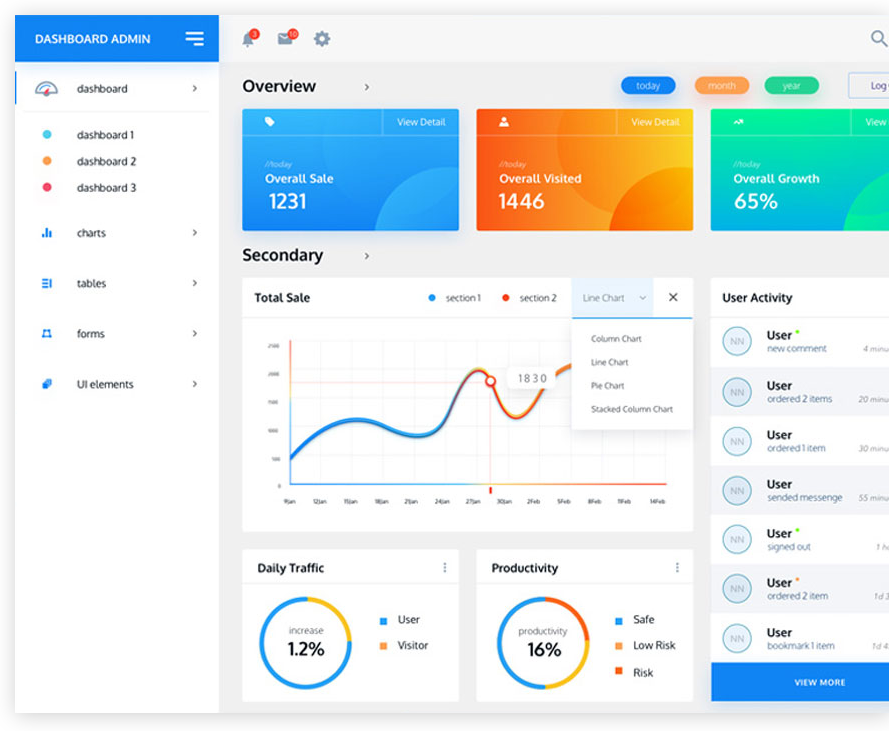 DASHBOARD ADMIN
3
10
dashboard
dashboard 1
dashboard 2
dashboard 3
charts
tables
forms
UI elements
Overview
today
month
year
Log
View Detail
//today
Overall Sale
1231
View Detail
//today
Overall Visited
1446
View
//today
Overall Growth
65%
Secondary
Total Sale
section 1
section 2
Line Chart
Column Chart
Line Chart
Pie Chart
Stacked Column Chart
2500
2000
1500
1000
500
0
1830
9Jan 12Jan 15Jan 18Jan 21Jan 24Jan 27Jan 30Jan 2Feb 5Feb 8Feb 11Feb 14Feb
User Activity
NN
User
new comment
4 minu
NN
User
ordered 2 items
20 minu
NN
User
ordered 1 item
30 minu
NN
User
sended messenge
55 minu
NN
User
signed out
1 h
NN
User
ordered 2 item
1d 3
NN
User
bookmark 1 item
1d 4
VIEW MORE
Daily Traffic
increase
1.2%
User
Visitor
Productivity
productivity
16%
Safe
Low Risk
Risk